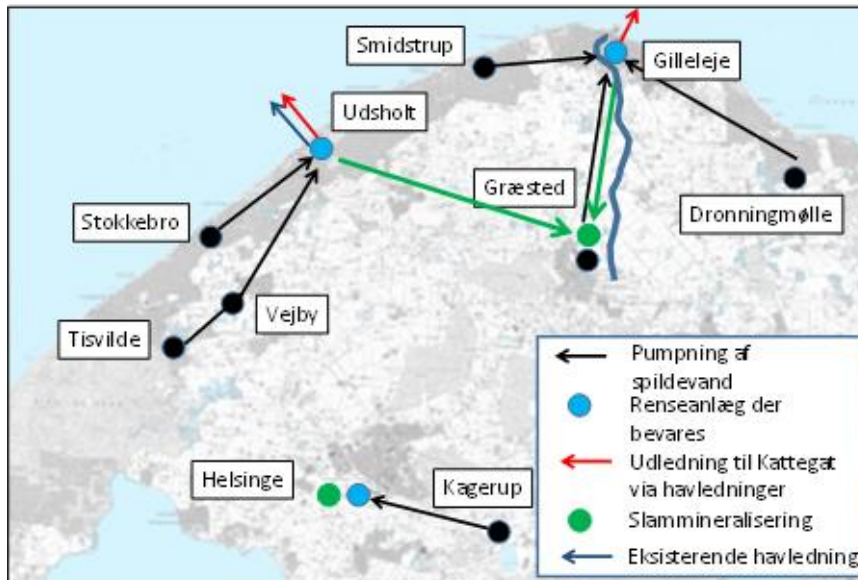 Smidstrup
Gilleleje
Udsholt
Græsted
Stokkebro
Dronningmølle
Vejby
Tisvilde
Helsinge
Kagerup
Pumpning af
spildevand
Renseanlæg der
bevares
Udledning til Kattegat
via havledninger
Slammineralisering
Eksisterende havledning